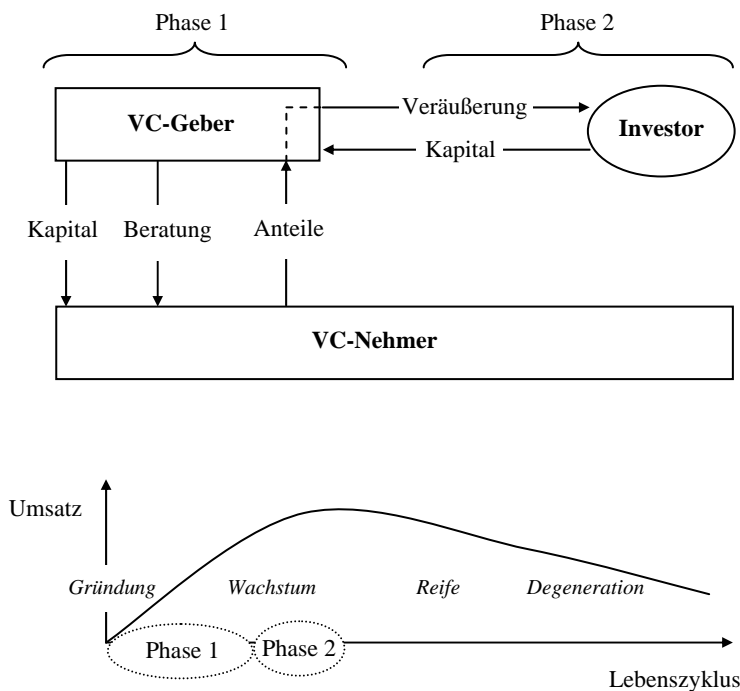 Phase 1
Phase 2
VC-Geber
Veräußerung
Investor
Kapital
Kapital
Beratung
Anteile
VC-Nehmer
Umsatz
Gründung
Wachstum
Reife
Degeneration
Phase 1
Phase 2
Lebenszyklus